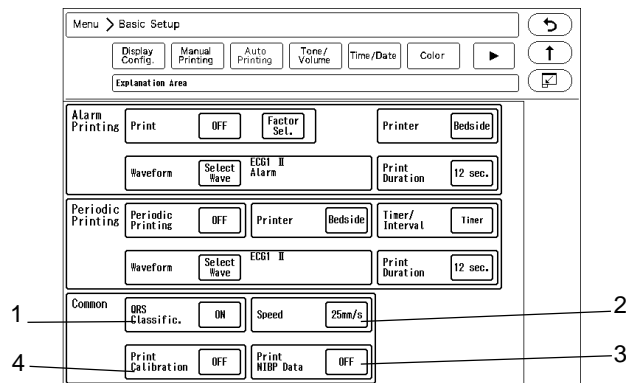 Menu > Basic Setup
Display Config. Manual Printing Auto Printing Tone/ Volume Time/Date Color
Explanation Area
Alarm Printing Print OFF Factor Sel. Printer Bedside
Waveform Select Wave ECG1 II Alarm Print Duration 12 sec.
Periodic Printing Periodic Printing OFF Printer Bedside Timer/ Interval Timer
Waveform Select Wave ECG1 II Print Duration 12 sec.
1 Common QRS Classific. ON Speed 25mm/s 2
4 Print Calibration OFF Print NIBP Data OFF 3